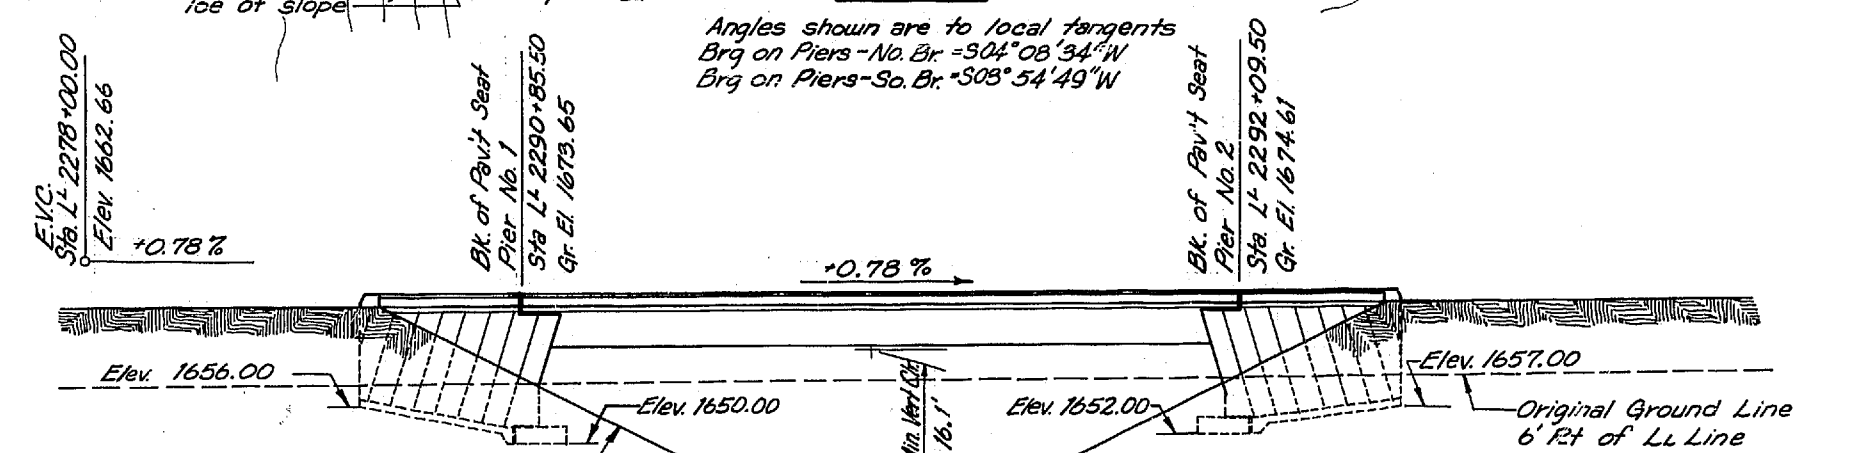 ice of slope
Angles shown are to local tangents
Brg on Piers-No. Br. = S04°08'34"W
Brg on Piers-So. Br. = S03°54'49"W
E.V.C.
Sta. LL 2278+00.00
Elev. 1662.66
+0.78%
Bk. of Pav.'t Seat
Pier No. 1
Sta LL 2290+85.50
Gr. El. 1673.65
+0.78%
Bk. of Pav't Seat
Pier No. 2
Sta. LL 2292+09.50
Gr. El. 1674.61
Elev. 1656.00
Elev. 1650.00
Min. Vert. Clr.
16.1'
Elev. 1652.00
Elev. 1657.00
Original Ground Line
6' Rt of LL Line